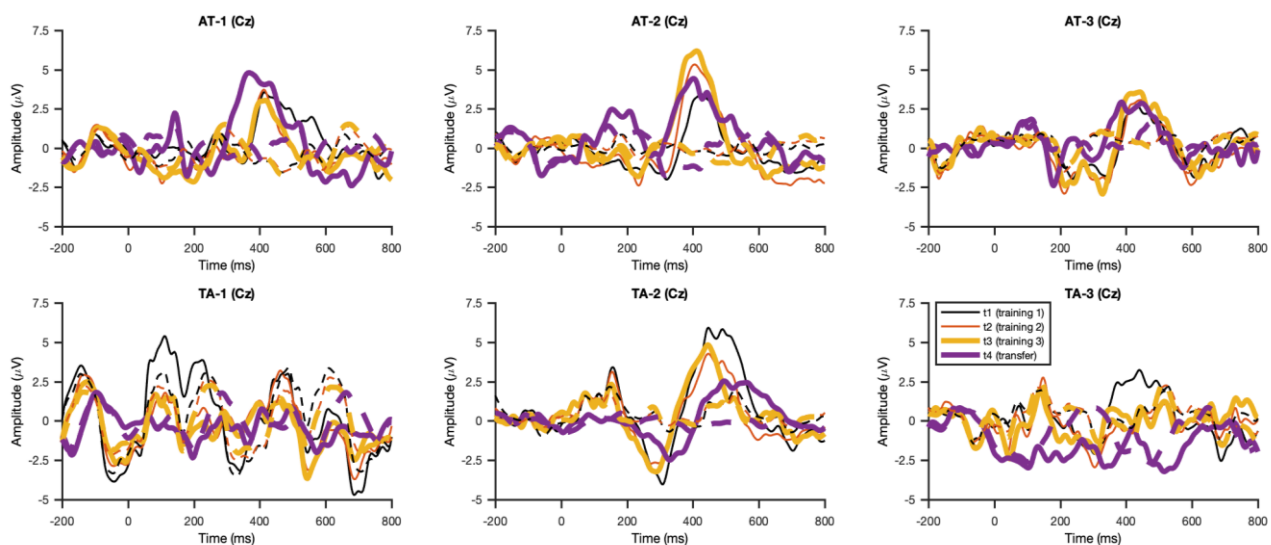 AT-1 (Cz)
7.5
5
2.5
0
-2.5
-5
Amplitude (µV)
-200 0 200 400 600 800
Time (ms)
AT-2 (Cz)
7.5
5
2.5
0
-2.5
-5
Amplitude (µV)
-200 0 200 400 600 800
Time (ms)
AT-3 (Cz)
7.5
5
2.5
0
-2.5
-5
Amplitude (µV)
-200 0 200 400 600 800
Time (ms)
TA-1 (Cz)
7.5
5
2.5
0
-2.5
-5
Amplitude (µV)
-200 0 200 400 600 800
Time (ms)
TA-2 (Cz)
7.5
5
2.5
0
-2.5
-5
Amplitude (µV)
-200 0 200 400 600 800
Time (ms)
TA-3 (Cz)
7.5
5
2.5
0
-2.5
-5
Amplitude (µV)
t1 (training 1)
t2 (training 2)
t3 (training 3)
t4 (transfer)
-200 0 200 400 600 800
Time (ms)